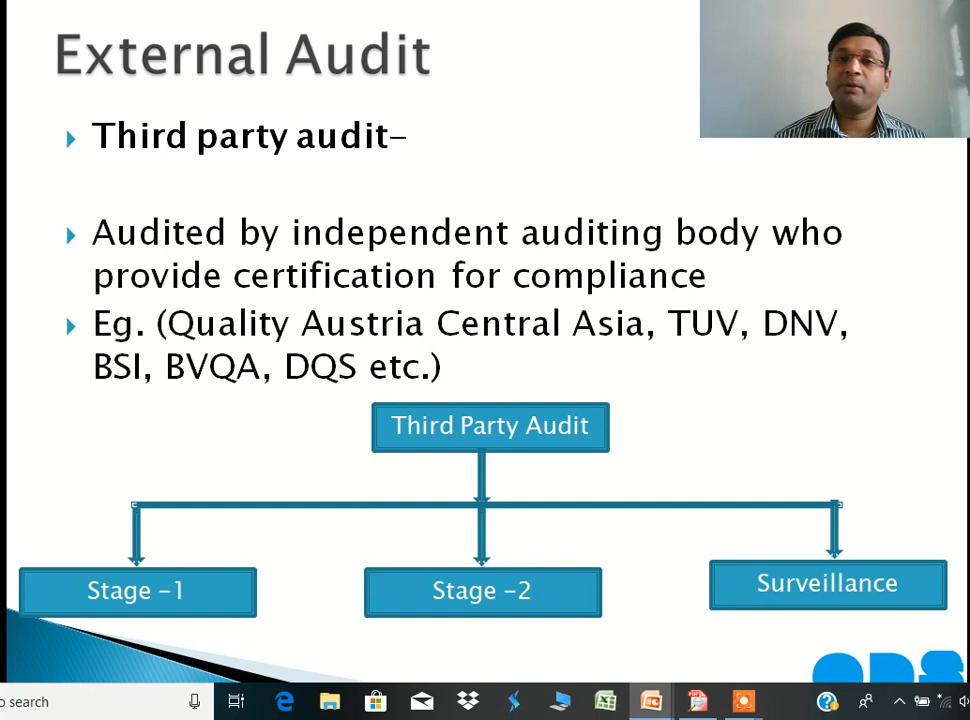 External Audit
Third party audit–
Audited by independent auditing body who
provide certification for compliance
Eg. (Quality Austria Central Asia, TUV, DNV,
BSI, BVQA, DQS etc.)
Third Party Audit
Stage –1
Stage –2
Surveillance
o search